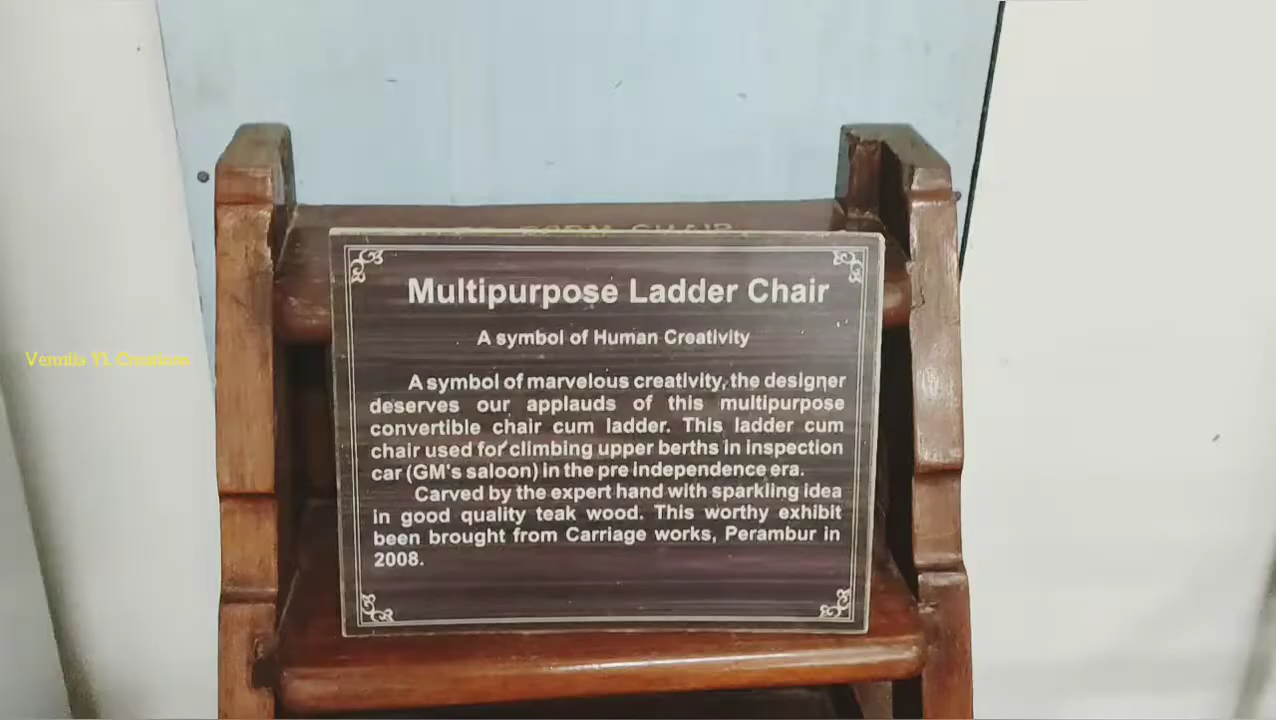 FORM CHAIR
Multipurpose Ladder Chair
A symbol of Human Creativity
A symbol of marvelous creativity, the designer
deserves our applauds of this multipurpose
convertible chair cum ladder. This ladder cum
chair used for climbing upper berths in inspection
car (GM's saloon) in the pre independence era.
Carved by the expert hand with sparkling idea
in good quality teak wood. This worthy exhibit
been brought from Carriage works, Perambur in
2008.
Creations